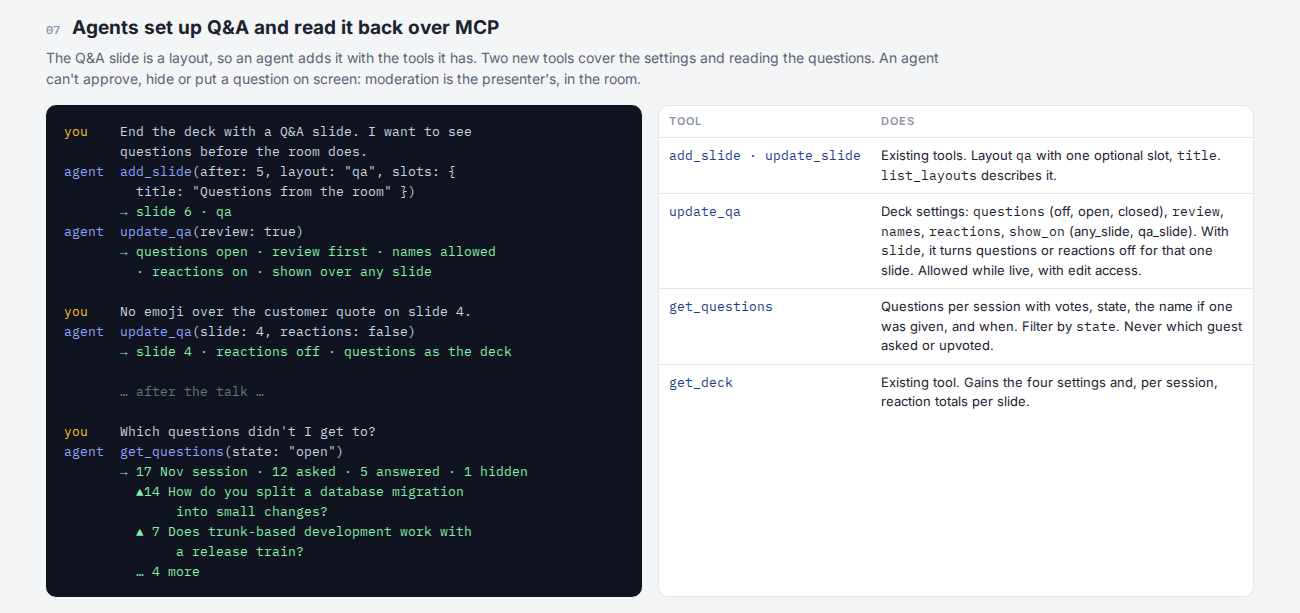 07 Agents set up Q&A and read it back over MCP
The Q&A slide is a layout, so an agent adds it with the tools it has. Two new tools cover the settings and reading the questions. An agent
can't approve, hide or put a question on screen: moderation is the presenter's, in the room.
you End the deck with a Q&A slide. I want to see
questions before the room does.
agent add_slide(after: 5, layout: "qa", slots: {
title: "Questions from the room" })
→ slide 6 · qa
agent update_qa(review: true)
→ questions open · review first · names allowed
· reactions on · shown over any slide
you No emoji over the customer quote on slide 4.
agent update_qa(slide: 4, reactions: false)
→ slide 4 · reactions off · questions as the deck
… after the talk …
you Which questions didn't I get to?
agent get_questions(state: "open")
→ 17 Nov session · 12 asked · 5 answered · 1 hidden
▲14 How do you split a database migration
into small changes?
▲ 7 Does trunk-based development work with
a release train?
… 4 more
TOOL DOES
add_slide · update_slide Existing tools. Layout qa with one optional slot, title.
list_layouts describes it.
update_qa Deck settings: questions (off, open, closed), review,
names, reactions, show_on (any_slide, qa_slide). With
slide, it turns questions or reactions off for that one
slide. Allowed while live, with edit access.
get_questions Questions per session with votes, state, the name if one
was given, and when. Filter by state. Never which guest
asked or upvoted.
get_deck Existing tool. Gains the four settings and, per session,
reaction totals per slide.